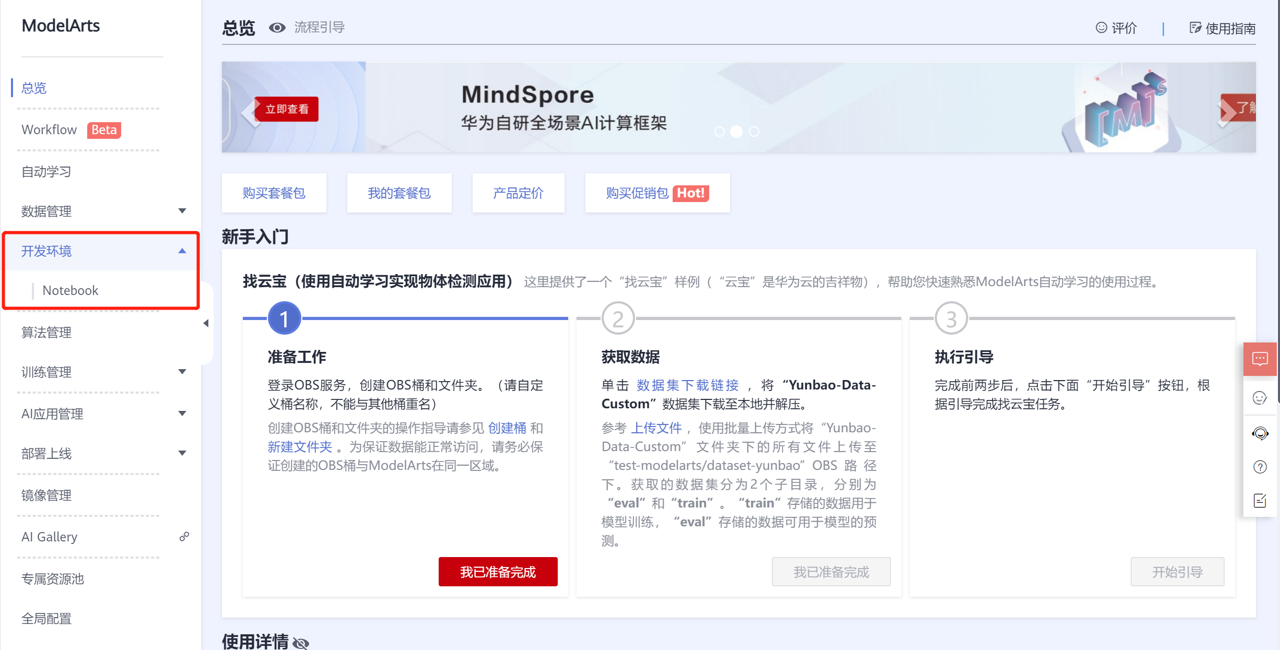 ModelArts
总览
Workflow Beta
自动学习
数据管理
开发环境
Notebook
算法管理
训练管理
AI应用管理
部署上线
镜像管理
AI Gallery
专属资源池
全局配置
总览 流程引导
评价 | 使用指南
立即查看
MindSpore
华为自研全场景AI计算框架
了解
购买套餐包 我的套餐包 产品定价 购买促销包 Hot!
新手入门
找云宝（使用自动学习实现物体检测应用） 这里提供了一个“找云宝”样例（ “云宝”是华为云的吉祥物），帮助您快速熟悉ModelArts自动学习的使用过程。
1
准备工作
登录OBS服务，创建OBS桶和文件夹。（请自定
义桶名称，不能与其他桶重名）
创建OBS桶和文件夹的操作指导请参见 创建桶 和
新建文件夹 。为保证数据能正常访问，请务必保
证创建的OBS桶与ModelArts在同一区域。
我已准备完成
2
获取数据
单击 数据集下载链接 ，将 “Yunbao-Data-
Custom” 数据集下载至本地并解压。
参考 上传文件 ，使用批量上传方式将“Yunbao-
Data-Custom” 文件夹下的所有文件上传至
“test-modelarts/dataset-yunbao” OBS 路 径
下。获取的数据集分为2个子目录，分别为
“eval” 和 “train” 。 “train” 存储的数据用于
模型训练， “eval” 存储的数据可用于模型的预
测。
我已准备完成
3
执行引导
完成前两步后，点击下面“开始引导”按钮，根
据引导完成找云宝任务。
开始引导
使用详情